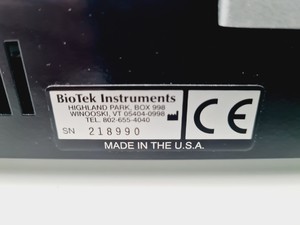 BioTek Instruments
HIGHLAND PARK, BOX 998
WINOOSKI, VT 05404-0998
TEL. 802-655-4040
SN 218990
CE
MADE IN THE U.S.A.